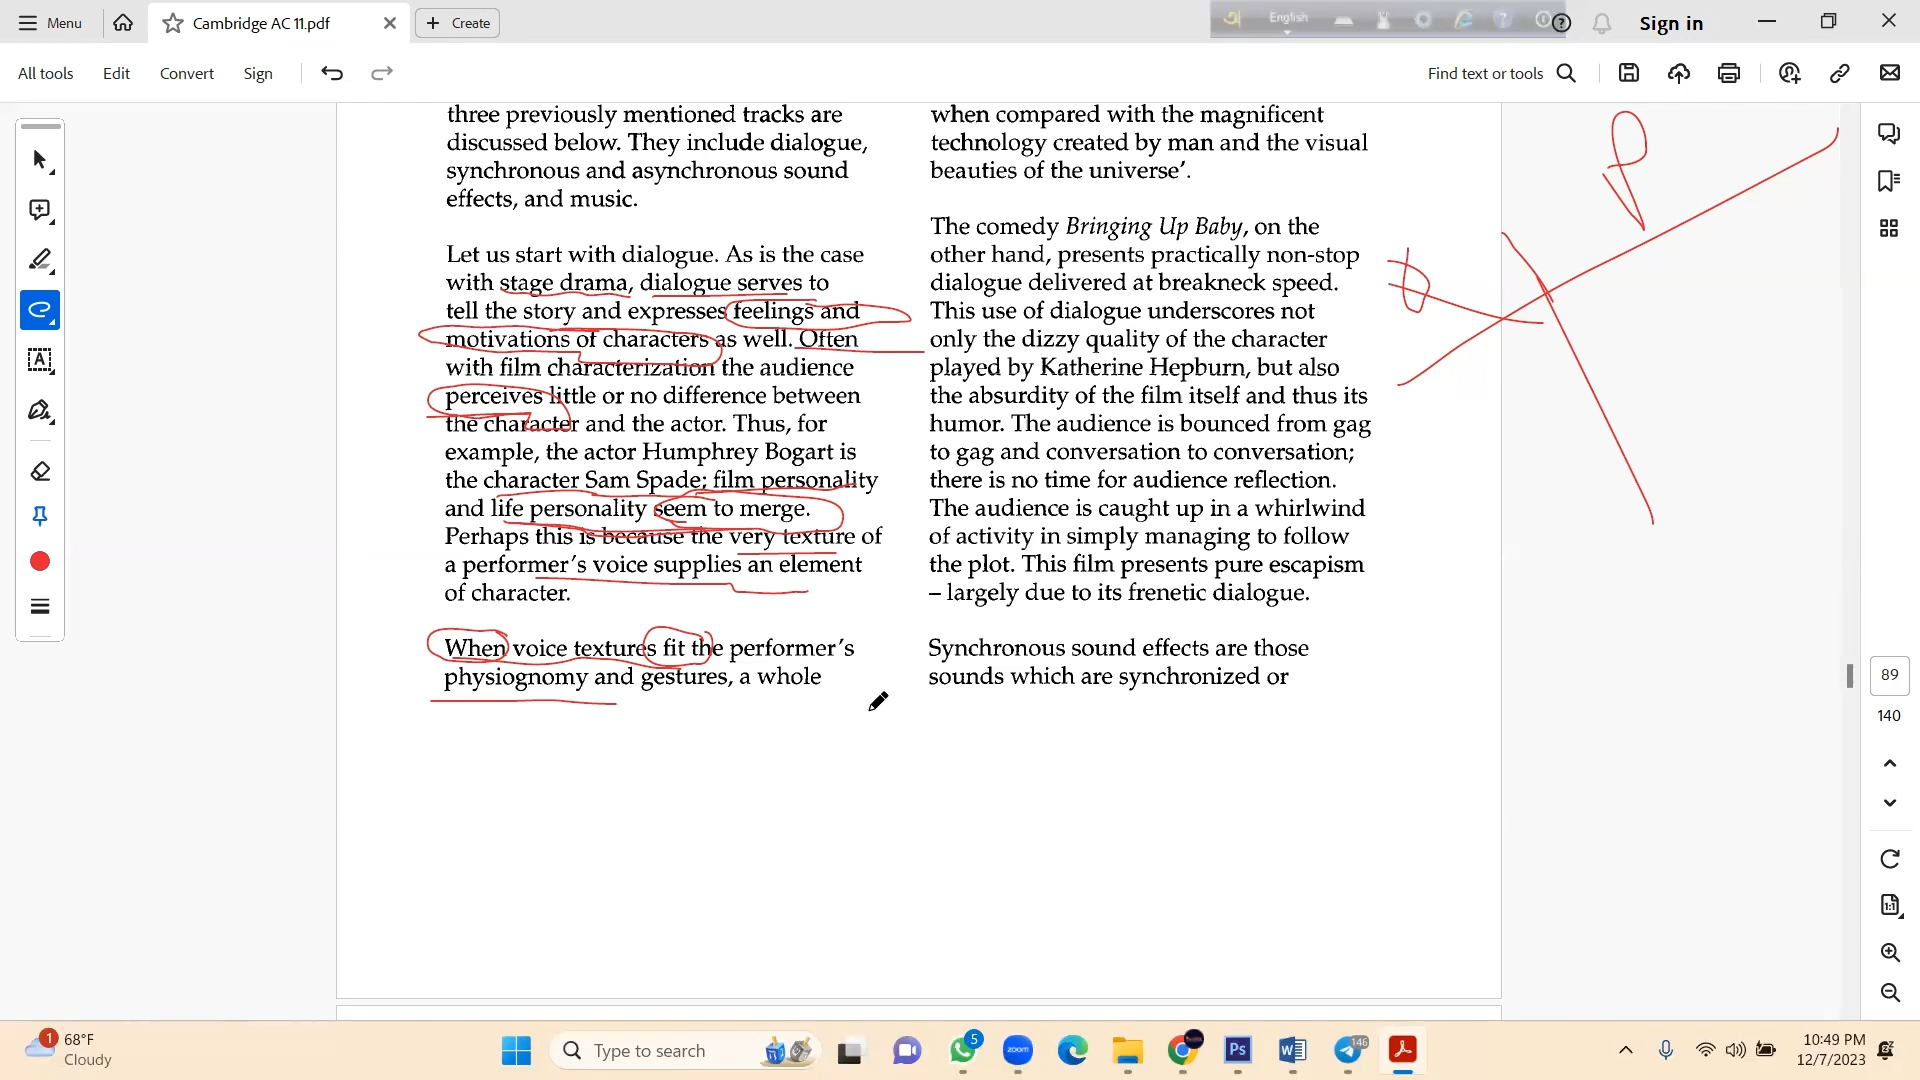 Menu
Cambridge AC 11.pdf
Create
English
Sign in
All tools
Edit
Convert
Sign
Find text or tools
three previously mentioned tracks are
discussed below. They include dialogue,
synchronous and asynchronous sound
effects, and music.
Let us start with dialogue. As is the case
with stage drama, dialogue serves to
tell the story and expresses feelings and
motivations of characters as well. Often
with film characterization the audience
perceives little or no difference between
the character and the actor. Thus, for
example, the actor Humphrey Bogart is
the character Sam Spade; film personality
and life personality seem to merge.
Perhaps this is because the very texture of
a performer's voice supplies an element
of character.
When voice textures fit the performer's
physiognomy and gestures, a whole
when compared with the magnificent
technology created by man and the visual
beauties of the universe'.
The comedy Bringing Up Baby, on the
other hand, presents practically non-stop
dialogue delivered at breakneck speed.
This use of dialogue underscores not
only the dizzy quality of the character
played by Katherine Hepburn, but also
the absurdity of the film itself and thus its
humor. The audience is bounced from gag
to gag and conversation to conversation;
there is no time for audience reflection.
The audience is caught up in a whirlwind
of activity in simply managing to follow
the plot. This film presents pure escapism
– largely due to its frenetic dialogue.
Synchronous sound effects are those
sounds which are synchronized or
89
140
1
68°F
Cloudy
Type to search
5
zoom
Ps
146
10:49 PM
12/7/2023